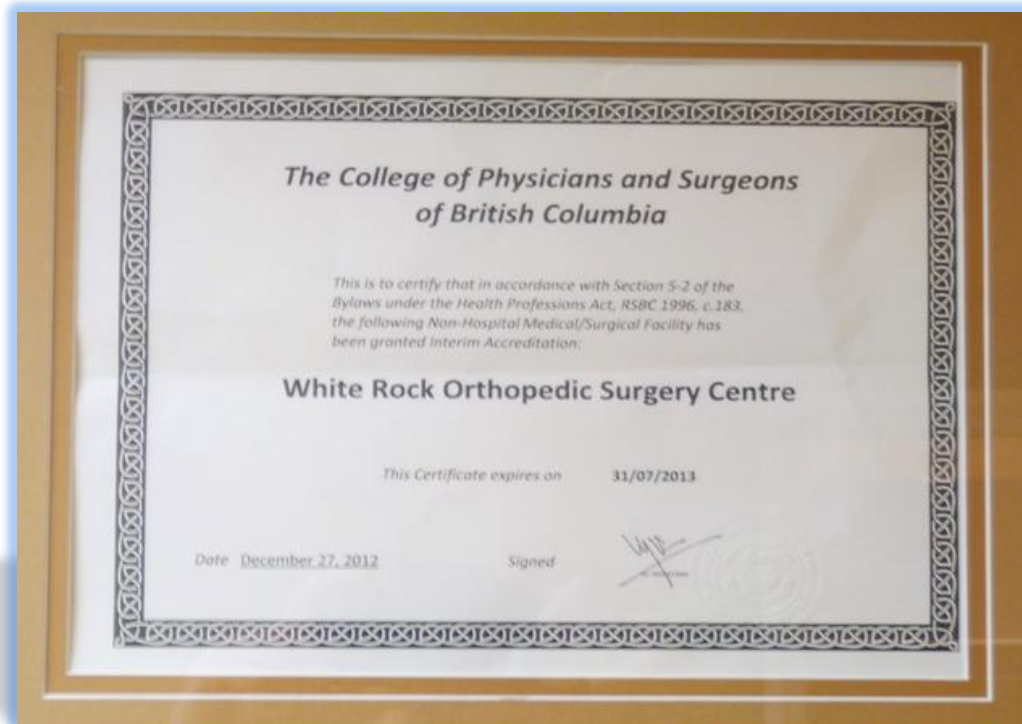 The College of Physicians and Surgeons
of British Columbia
This is to certify that in accordance with Section 5-2 of the
Bylaws under the Health Professions Act, RSBC 1996, c.183,
the following Non-Hospital Medical/Surgical Facility has
been granted Interim Accreditation:
White Rock Orthopedic Surgery Centre
This Certificate expires on 31/07/2013
Date December 27, 2012 Signed